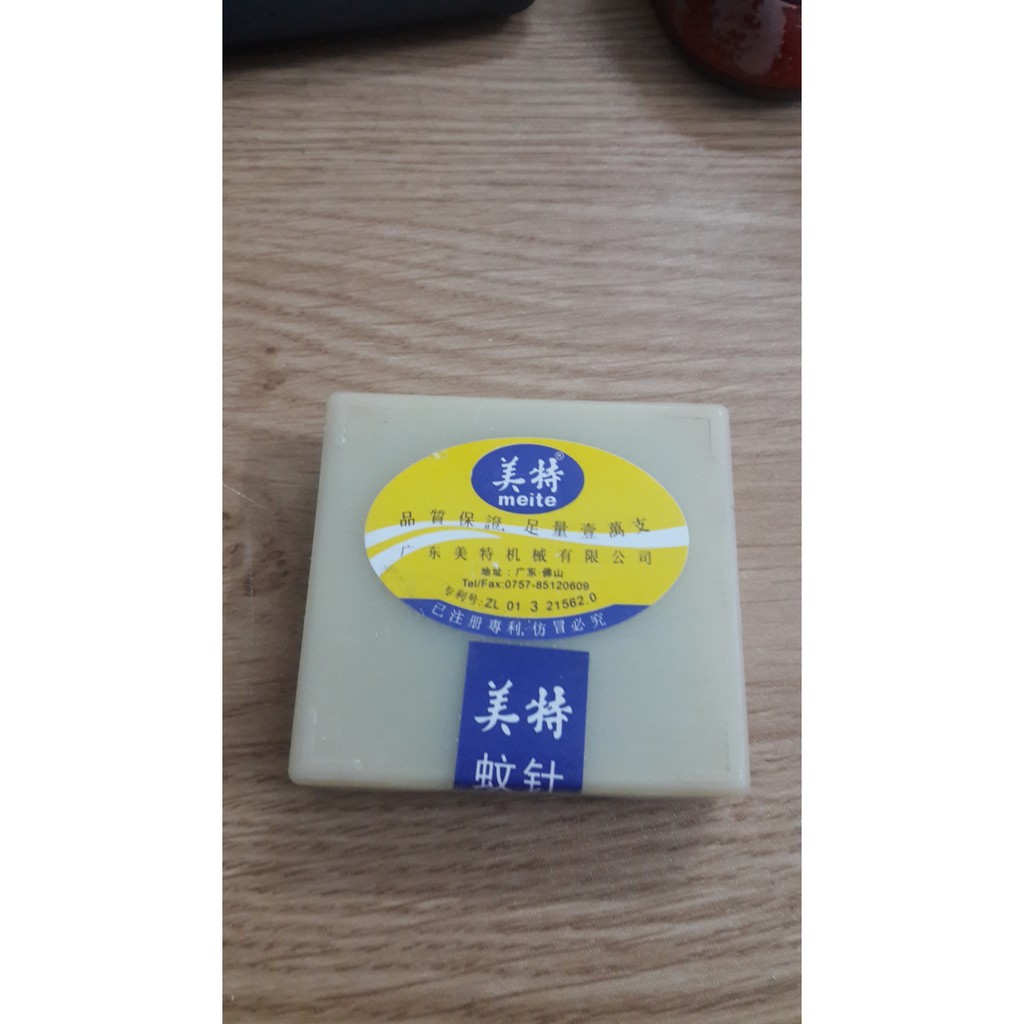 美特®
meite
品質保證,足量壹萬支
广东美特机械有限公司
地址：广东·佛山
Tel/Fax:0757-85120609
专利号:ZL 01 3 21562.0
已注册專利,仿冒必究
美特
蚊针